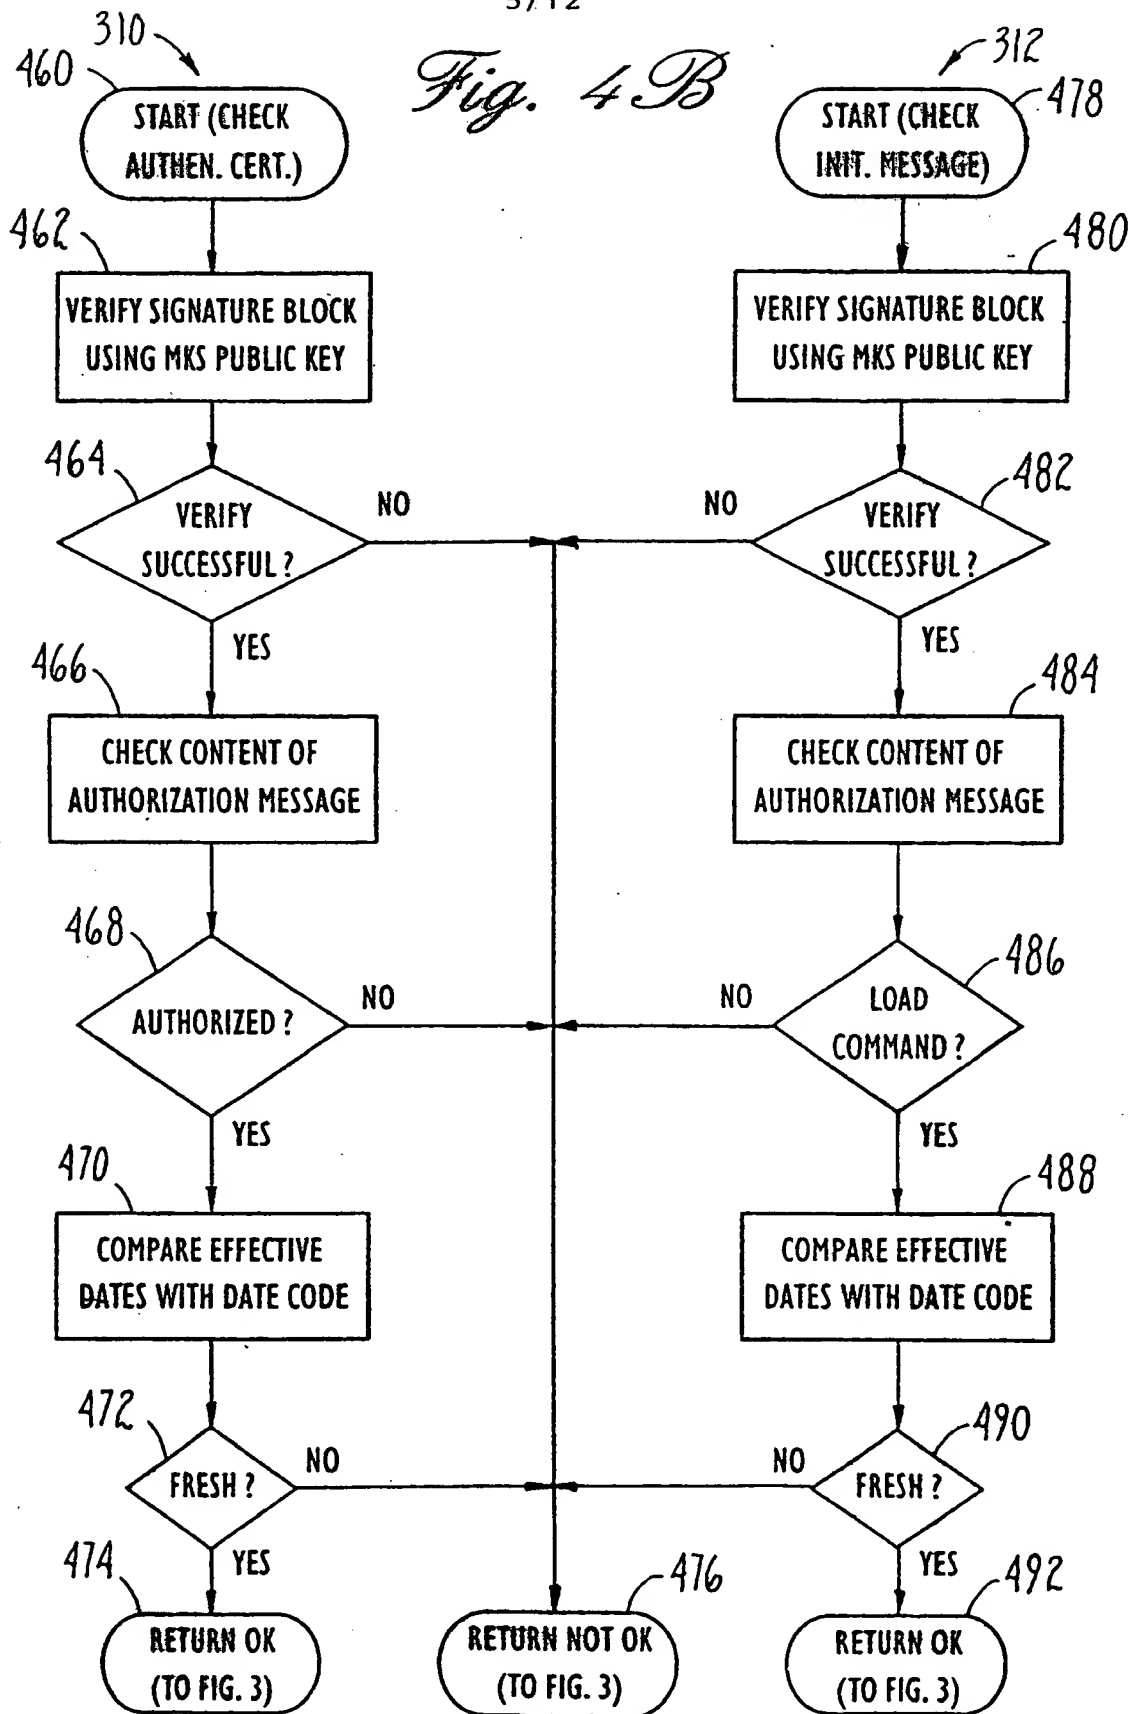 5/12
Fig. 4B
310
460
START (CHECK
AUTHEN. CERT.)
462
VERIFY SIGNATURE BLOCK
USING MKS PUBLIC KEY
464
VERIFY
SUCCESSFUL ?
NO
YES
466
CHECK CONTENT OF
AUTHORIZATION MESSAGE
468
AUTHORIZED ?
NO
YES
470
COMPARE EFFECTIVE
DATES WITH DATE CODE
472
FRESH ?
NO
YES
474
RETURN OK
(TO FIG. 3)
476
RETURN NOT OK
(TO FIG. 3)
312
478
START (CHECK
INIT. MESSAGE)
480
VERIFY SIGNATURE BLOCK
USING MKS PUBLIC KEY
482
VERIFY
SUCCESSFUL ?
NO
YES
484
CHECK CONTENT OF
AUTHORIZATION MESSAGE
486
LOAD
COMMAND ?
NO
YES
488
COMPARE EFFECTIVE
DATES WITH DATE CODE
490
FRESH ?
NO
YES
492
RETURN OK
(TO FIG. 3)